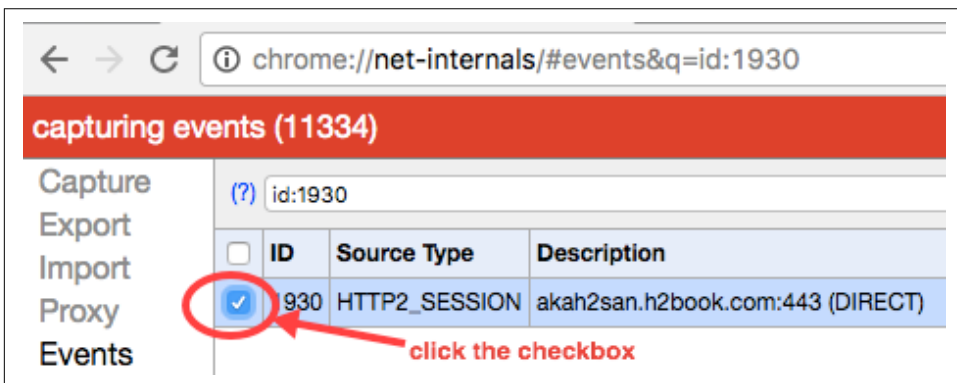 chrome://net-internals/#events&q=id:1930
capturing events (11334)
Capture
Export
Import
Proxy
Events
(?) id:1930
ID Source Type Description
1930 HTTP2_SESSION akah2san.h2book.com:443 (DIRECT)
click the checkbox